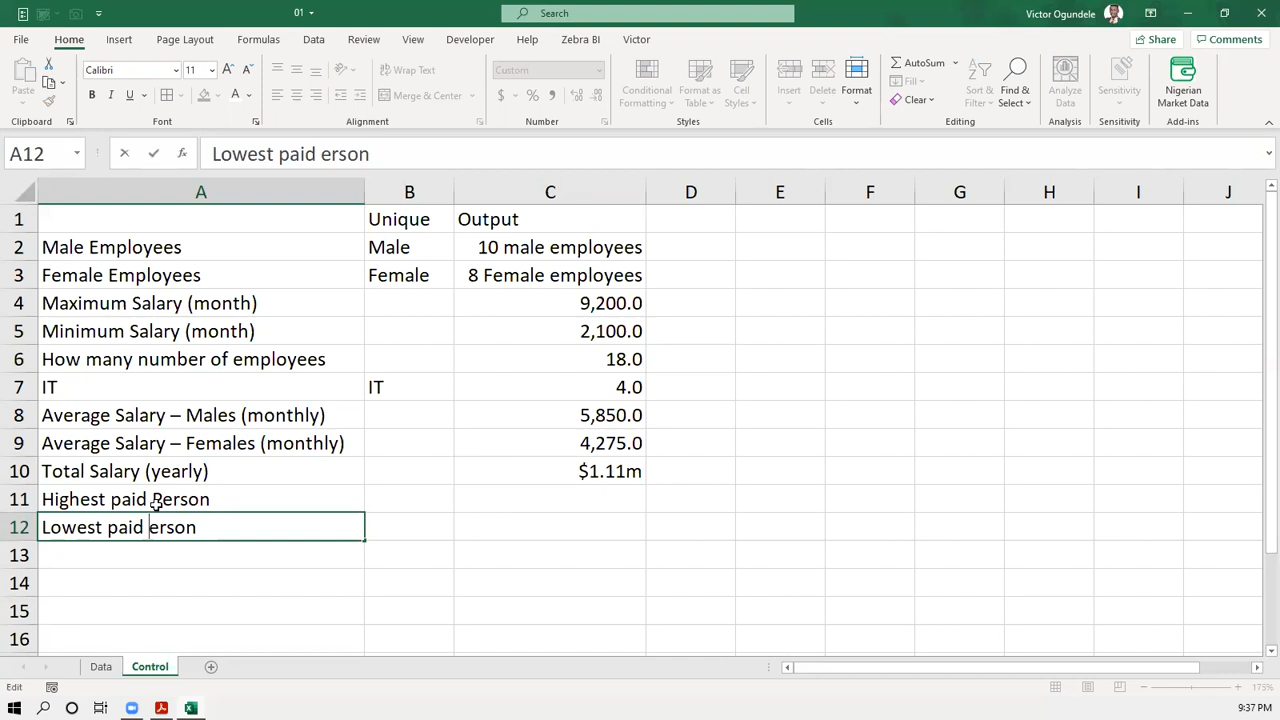 01
Search
Victor Ogundele
File Home Insert Page Layout Formulas Data Review View Developer Help Zebra BI Victor
Share Comments
Paste
Calibri 11
B I U
Wrap Text
Merge & Center
Custom
Conditional Formatting
Format as Table
Cell Styles
Insert Delete Format
AutoSum
Fill
Clear
Sort & Filter
Find & Select
Analyze Data
Sensitivity
Nigerian Market Data
Clipboard Font Alignment Number Styles Cells Editing Analysis Sensitivity Add-ins
A12 fx Lowest paid erson
A B C D E F G H I J
1 Unique Output
2 Male Employees Male 10 male employees
3 Female Employees Female 8 Female employees
4 Maximum Salary (month) 9,200.0
5 Minimum Salary (month) 2,100.0
6 How many number of employees 18.0
7 IT IT 4.0
8 Average Salary – Males (monthly) 5,850.0
9 Average Salary – Females (monthly) 4,275.0
10 Total Salary (yearly) $1.11m
11 Highest paid Person
12 Lowest paid erson
13
14
15
16
Data Control
Edit
175%
9:37 PM